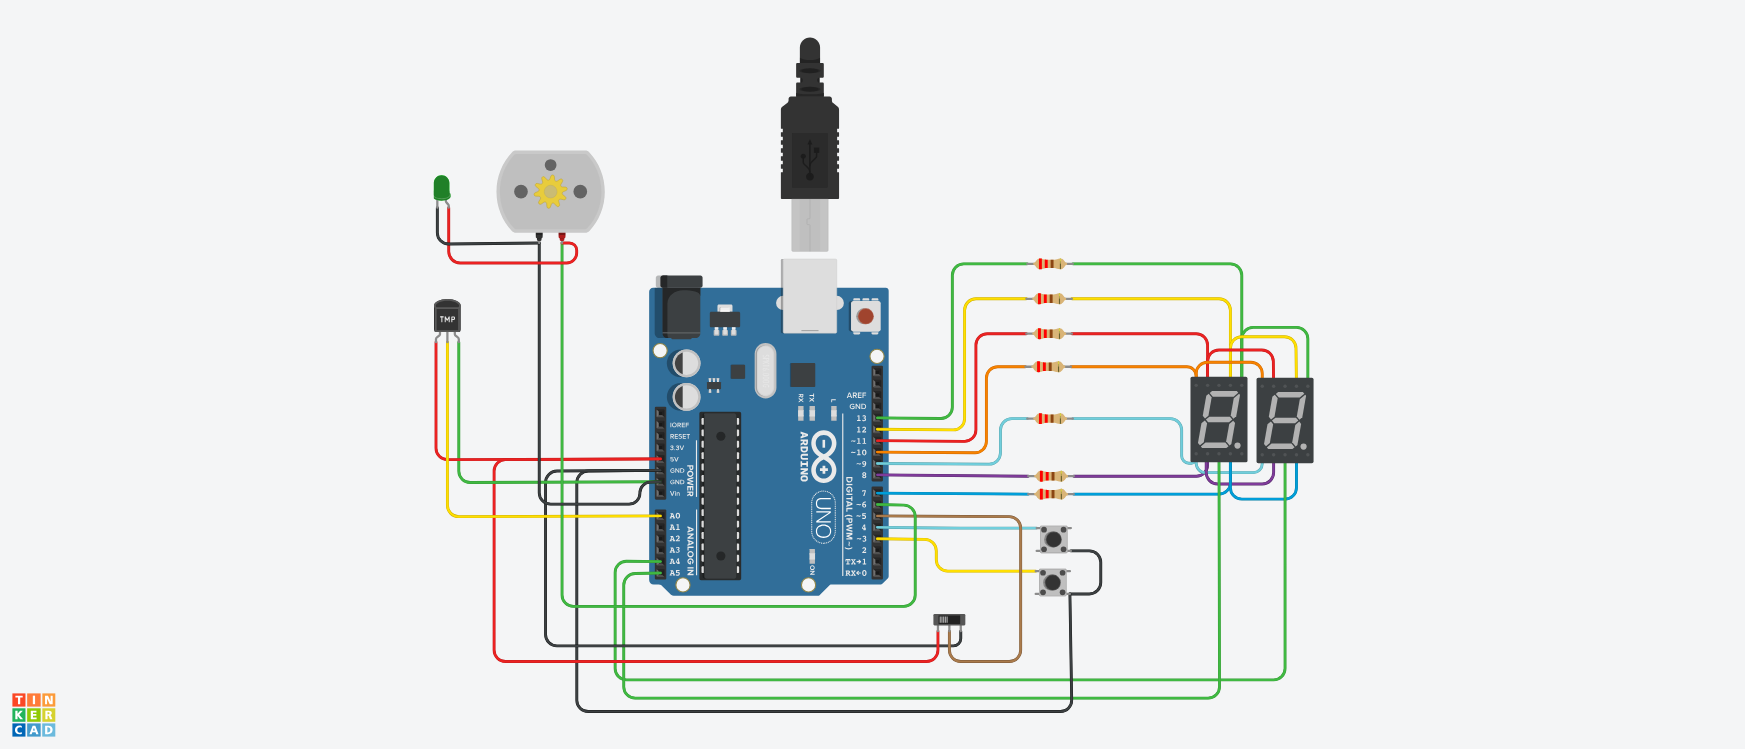 TMP
RX
TX
L
AREF
GND
13
12
~11
~10
~9
8
7
~6
~5
4
~3
2
TX→1
RX←0
DIGITAL (PWM~)
ARDUINO
UNO
ON
IOREF
RESET
3.3V
5V
GND
GND
Vin
POWER
A0
A1
A2
A3
A4
A5
ANALOG IN
8.
8.
TIN
KER
CAD